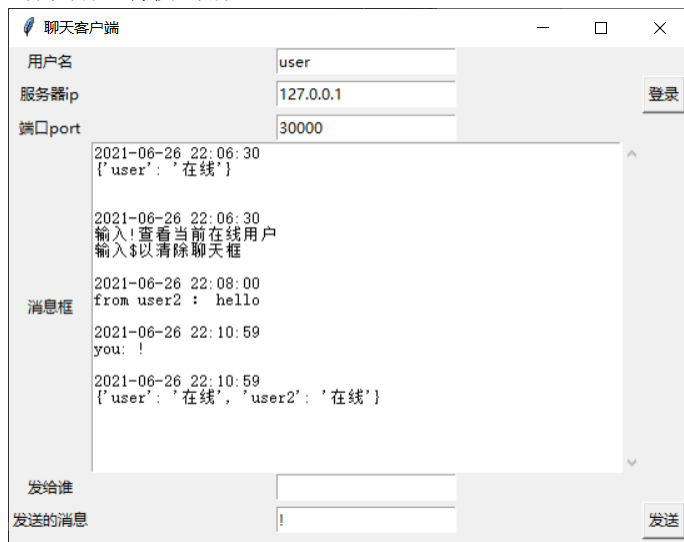 聊天客户端
用户名 user
服务器ip 127.0.0.1 登录
端口port 30000
2021-06-26 22:06:30
{'user': '在线'}
2021-06-26 22:06:30
输入!查看当前在线用户
输入$以清除聊天框
2021-06-26 22:08:00
消息框
from user2 : hello
2021-06-26 22:10:59
you: !
2021-06-26 22:10:59
{'user': '在线', 'user2': '在线'}
发给谁
发送的消息 ! 发送